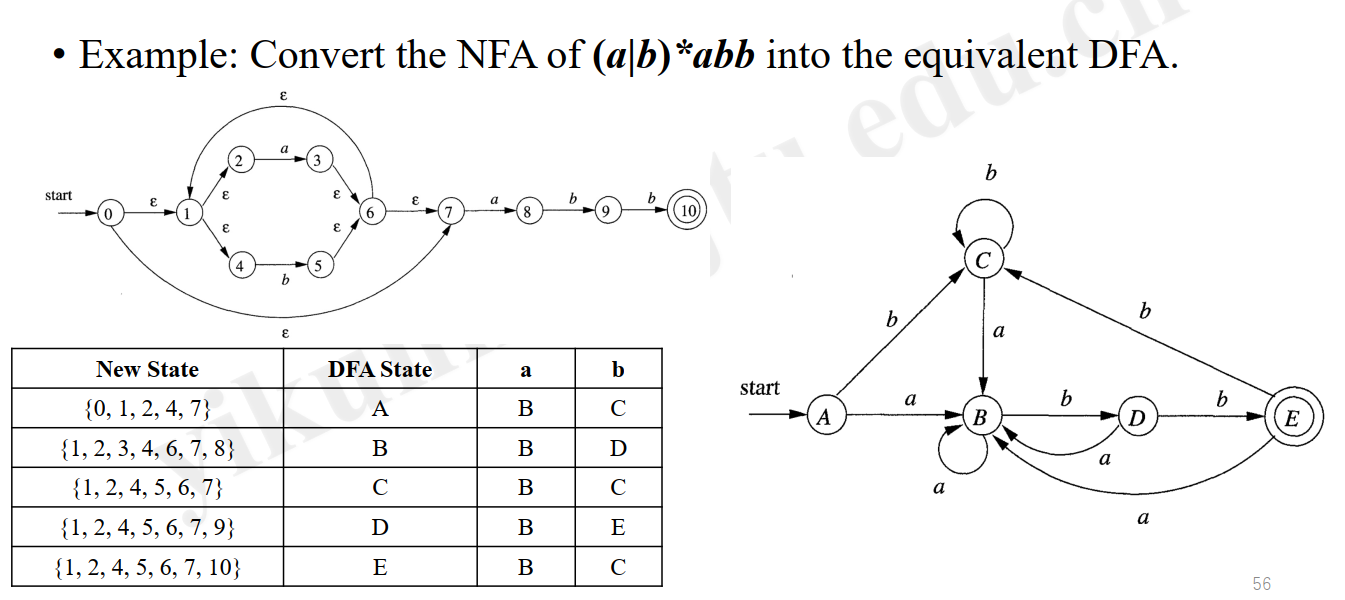 • Example: Convert the NFA of (a|b)*abb into the equivalent DFA.
ε
2 a 3
start ε ε ε ε a b b
0 1 6 7 8 9 10
ε ε
4 b 5
ε
New State DFA State a b
{0, 1, 2, 4, 7} A B C
{1, 2, 3, 4, 6, 7, 8} B B D
{1, 2, 4, 5, 6, 7} C B C
{1, 2, 4, 5, 6, 7, 9} D B E
{1, 2, 4, 5, 6, 7, 10} E B C
b
C
b a b
start a b b
A B D E
a a
a
56
edu.cn